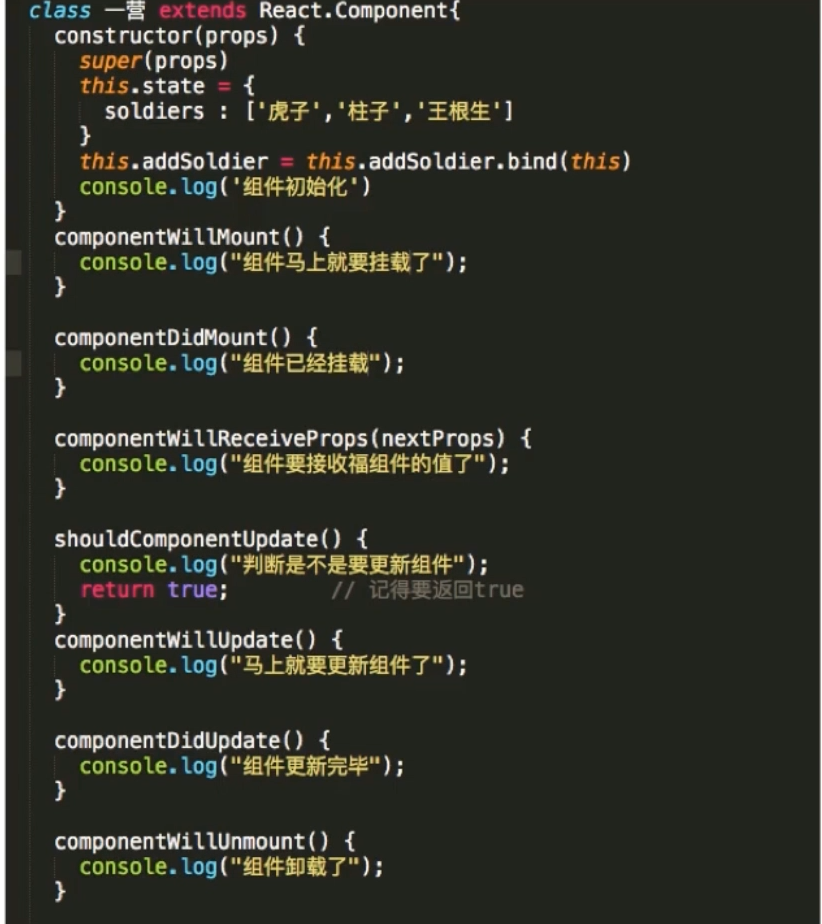 class 一营 extends React.Component{
constructor(props) {
super(props)
this.state = {
soldiers : ['虎子','柱子','王根生']
}
this.addSoldier = this.addSoldier.bind(this)
console.log('组件初始化')
}
componentWillMount() {
console.log("组件马上就要挂载了");
}
componentDidMount() {
console.log("组件已经挂载");
}
componentWillReceiveProps(nextProps) {
console.log("组件要接收福组件的值了");
}
shouldComponentUpdate() {
console.log("判断是不是要更新组件");
return true; // 记得要返回true
}
componentWillUpdate() {
console.log("马上就要更新组件了");
}
componentDidUpdate() {
console.log("组件更新完毕");
}
componentWillUnmount() {
console.log("组件卸载了");
}